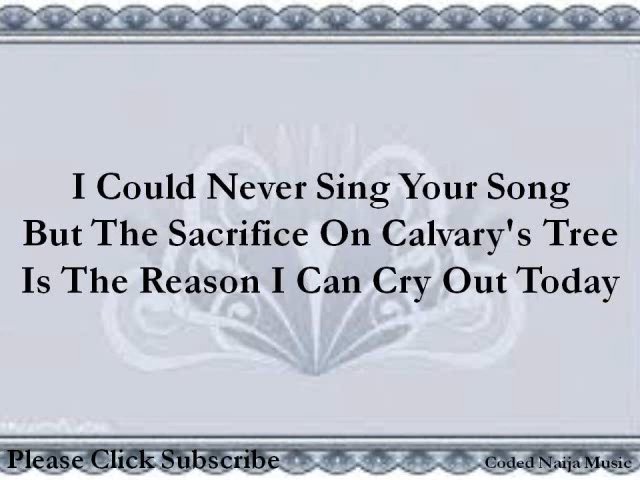 I Could Never Sing Your Song
But The Sacrifice On Calvary's Tree
Is The Reason I Can Cry Out Today
Please Click Subscribe
Coded Naija Music